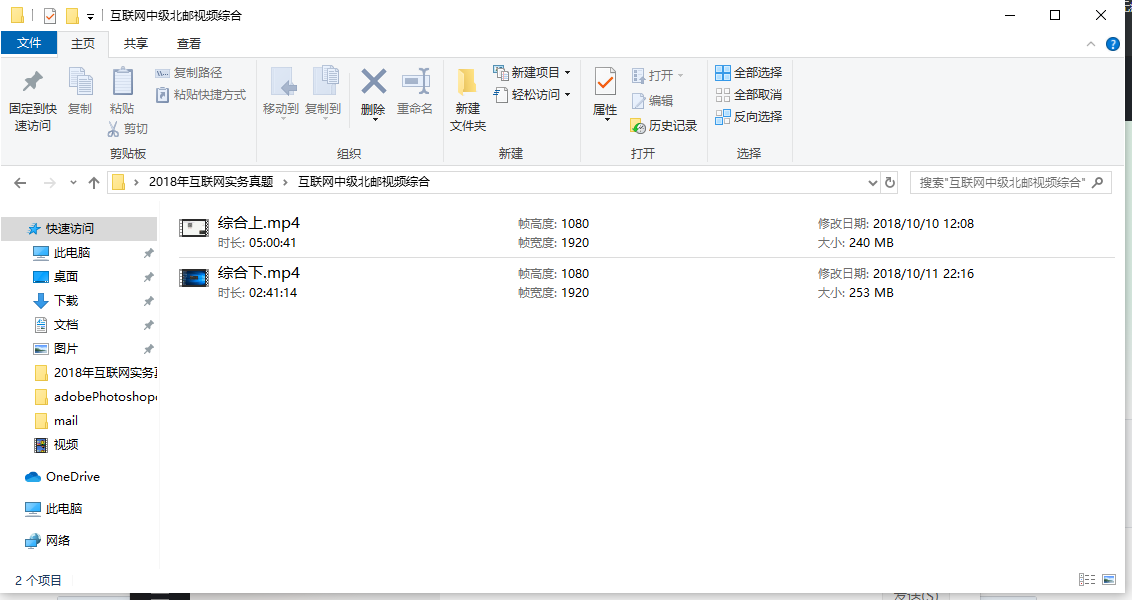 互联网中级北邮视频综合
文件 主页 共享 查看
固定到快速访问
复制
粘贴
复制路径
粘贴快捷方式
剪切
剪贴板
移动到
复制到
删除
重命名
组织
新建
文件夹
新建项目
轻松访问
新建
属性
打开
编辑
历史记录
打开
全部选择
全部取消
反向选择
选择
2018年互联网实务真题 › 互联网中级北邮视频综合
搜索"互联网中级北邮视频综合"
快速访问
此电脑
桌面
下载
文档
图片
2018年互联网实务真
adobePhotoshop
mail
视频
OneDrive
此电脑
网络
综合上.mp4
时长: 05:00:41
帧高度: 1080
帧宽度: 1920
修改日期: 2018/10/10 12:08
大小: 240 MB
综合下.mp4
时长: 02:41:14
帧高度: 1080
帧宽度: 1920
修改日期: 2018/10/11 22:16
大小: 253 MB
2 个项目
发送(S)